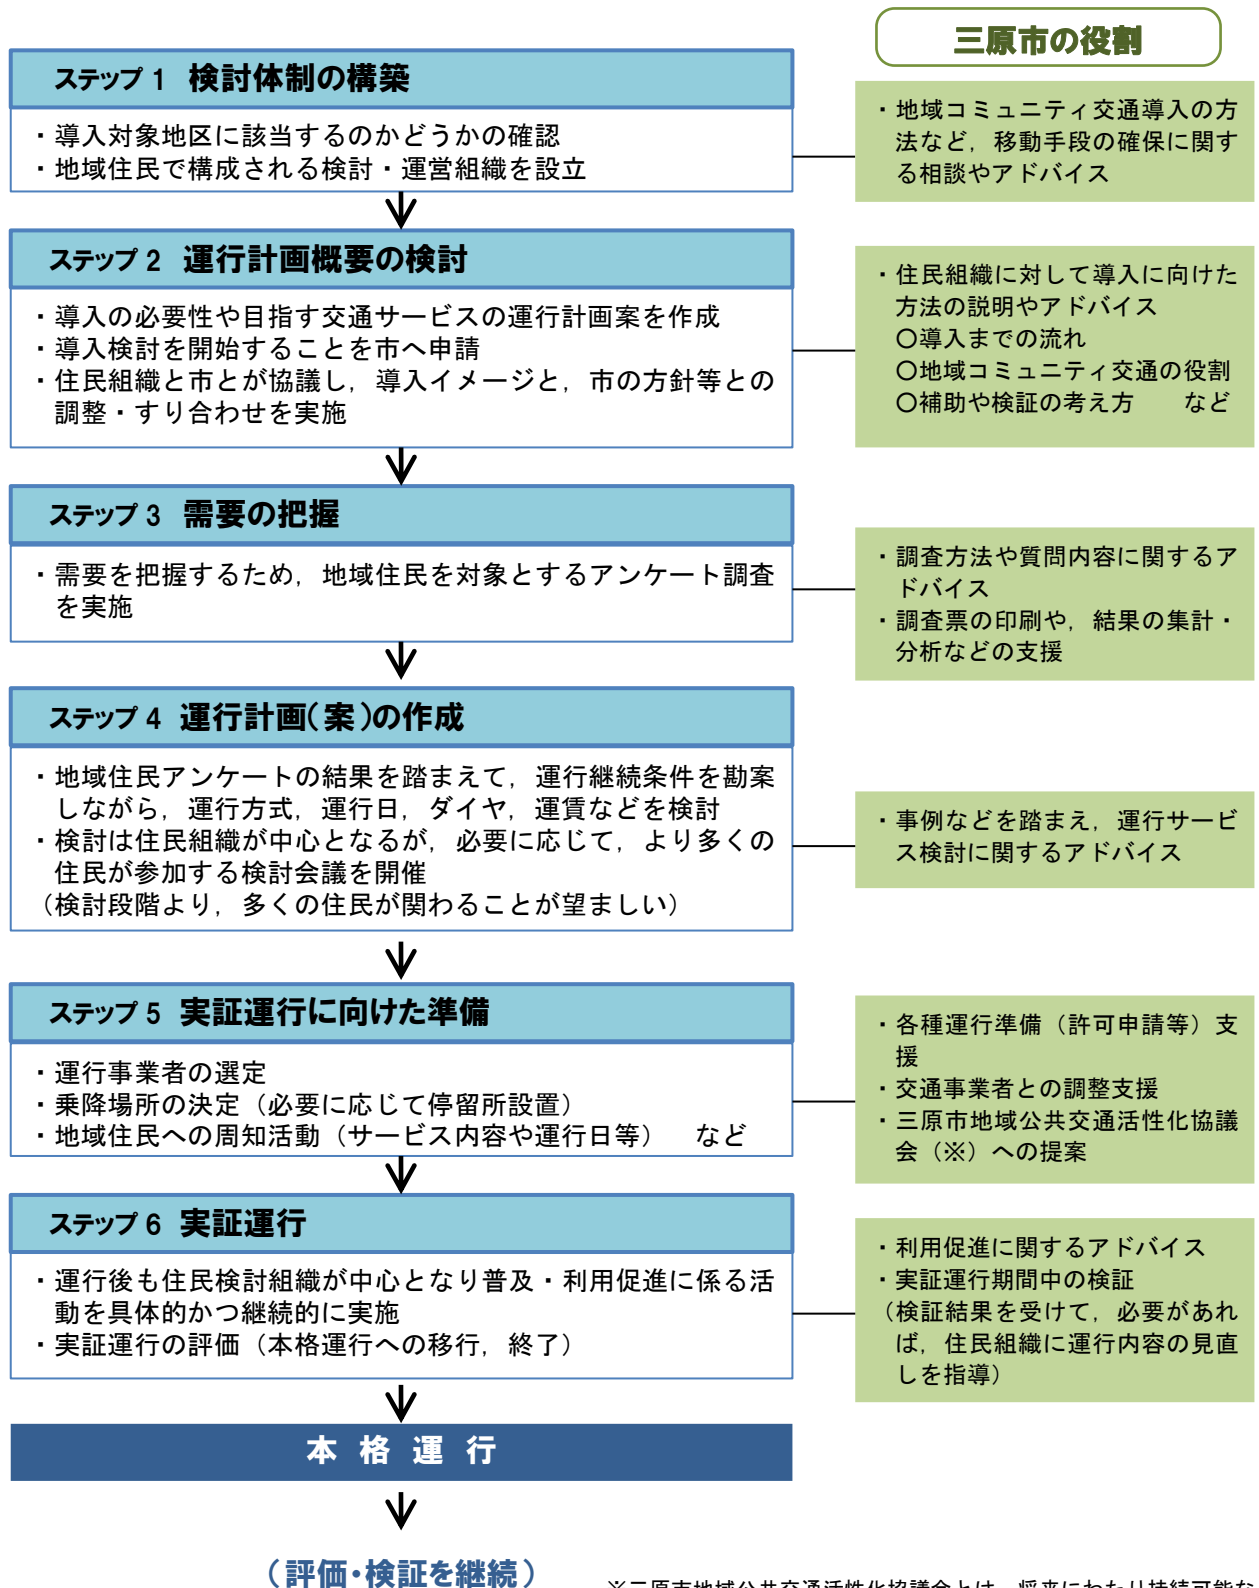 三原市の役割
ステップ 1 検討体制の構築
・導入対象地区に該当するのかどうかの確認
・地域住民で構成される検討・運営組織を設立
・地域コミュニティ交通導入の方
法など，移動手段の確保に関す
る相談やアドバイス
ステップ 2 運行計画概要の検討
・導入の必要性や目指す交通サービスの運行計画案を作成
・導入検討を開始することを市へ申請
・住民組織と市とが協議し，導入イメージと，市の方針等との
調整・すり合わせを実施
・住民組織に対して導入に向けた
方法の説明やアドバイス
〇導入までの流れ
〇地域コミュニティ交通の役割
〇補助や検証の考え方　　など
ステップ 3 需要の把握
・需要を把握するため，地域住民を対象とするアンケート調査
を実施
・調査方法や質問内容に関するア
ドバイス
・調査票の印刷や，結果の集計・
分析などの支援
ステップ 4 運行計画(案)の作成
・地域住民アンケートの結果を踏まえて，運行継続条件を勘案
しながら，運行方式，運行日，ダイヤ，運賃などを検討
・検討は住民組織が中心となるが，必要に応じて，より多くの
住民が参加する検討会議を開催
（検討段階より，多くの住民が関わることが望ましい）
・事例などを踏まえ，運行サービ
ス検討に関するアドバイス
ステップ 5 実証運行に向けた準備
・運行事業者の選定
・乗降場所の決定（必要に応じて停留所設置）
・地域住民への周知活動（サービス内容や運行日等）　など
・各種運行準備（許可申請等）支
援
・交通事業者との調整支援
・三原市地域公共交通活性化協議
会（※）への提案
ステップ 6 実証運行
・運行後も住民検討組織が中心となり普及・利用促進に係る活
動を具体的かつ継続的に実施
・実証運行の評価（本格運行への移行，終了）
・利用促進に関するアドバイス
・実証運行期間中の検証
（検証結果を受けて，必要があれ
ば，住民組織に運行内容の見直
しを指導）
本 格 運 行
（評価・検証を継続）
※三原市地域公共交通活性化協議会とは，将来にわたり持続可能な